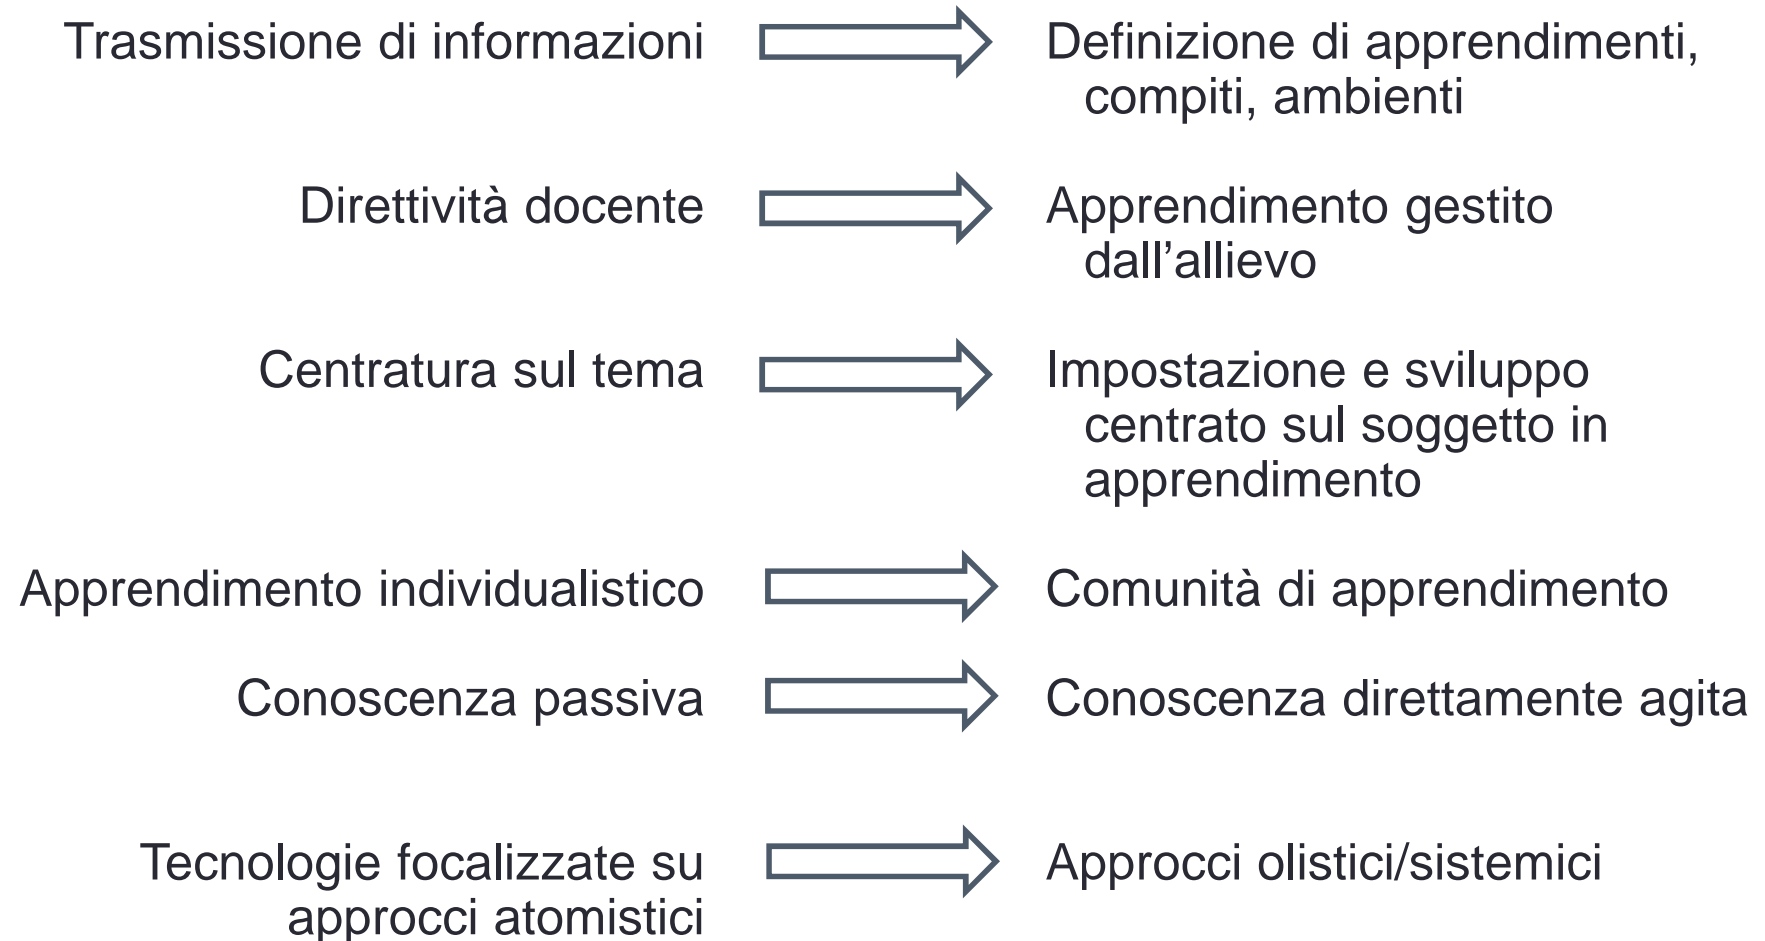 Trasmissione di informazioni
Definizione di apprendimenti,
compiti, ambienti
Direttività docente
Apprendimento gestito
dall’allievo
Centratura sul tema
Impostazione e sviluppo
centrato sul soggetto in
apprendimento
Apprendimento individualistico
Comunità di apprendimento
Conoscenza passiva
Conoscenza direttamente agita
Tecnologie focalizzate su
approcci atomistici
Approcci olistici/sistemici